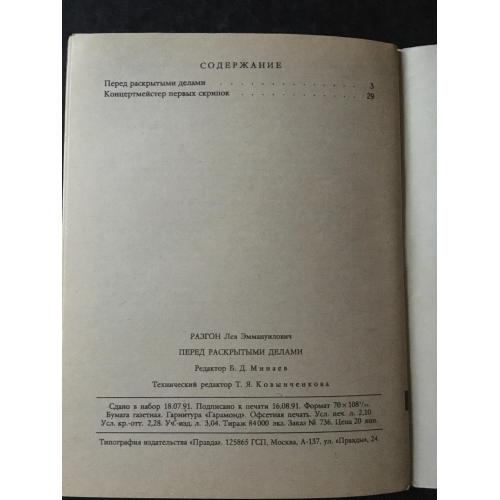 СОДЕРЖАНИЕ
Перед раскрытыми делами . . . . . . . . . . . . . . 3
Концертмейстер первых скрипок . . . . . . . . . . . . 29
РАЗГОН Лев Эммануилович
ПЕРЕД РАСКРЫТЫМИ ДЕЛАМИ
Редактор Б. Д. Минаев
Технический редактор Т. Я. Ковынченкова
Сдано в набор 18.07.91. Подписано к печати 16.08.91. Формат 70 × 108¹/₃₂.
Бумага газетная. Гарнитура «Гарамонд». Офсетная печать. Усл. печ. л. 2,10.
Усл. кр.-отт. 2,28. Уч.-изд. л. 3,04. Тираж 84 000 экз. Заказ № 736. Цена 20 коп.
Типография издательства «Правда». 125865 ГСП, Москва, А-137, ул. «Правды», 24.